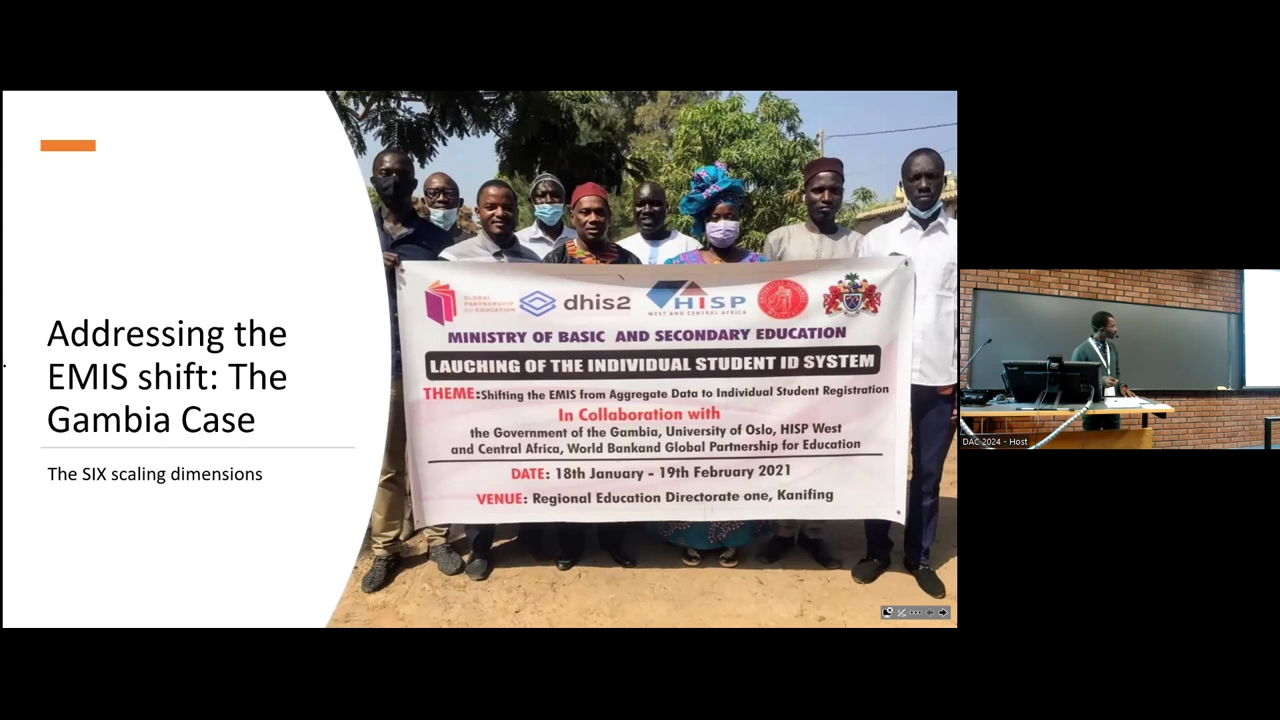 Addressing the
EMIS shift: The
Gambia Case
The SIX scaling dimensions
GLOBAL
PARTNERSHIP
for EDUCATION
dhis2
HISP
WEST AND CENTRAL AFRICA
MINISTRY OF BASIC AND SECONDARY EDUCATION
LAUCHING OF THE INDIVIDUAL STUDENT ID SYSTEM
THEME:Shifting the EMIS from Aggregate Data to Individual Student Registration
In Collaboration with
the Government of the Gambia, University of Oslo, HISP West
and Central Africa, World Bankand Global Partnership for Education
DATE: 18th January - 19th February 2021
VENUE: Regional Education Directorate one, Kanifing
DAC 2024 - Host